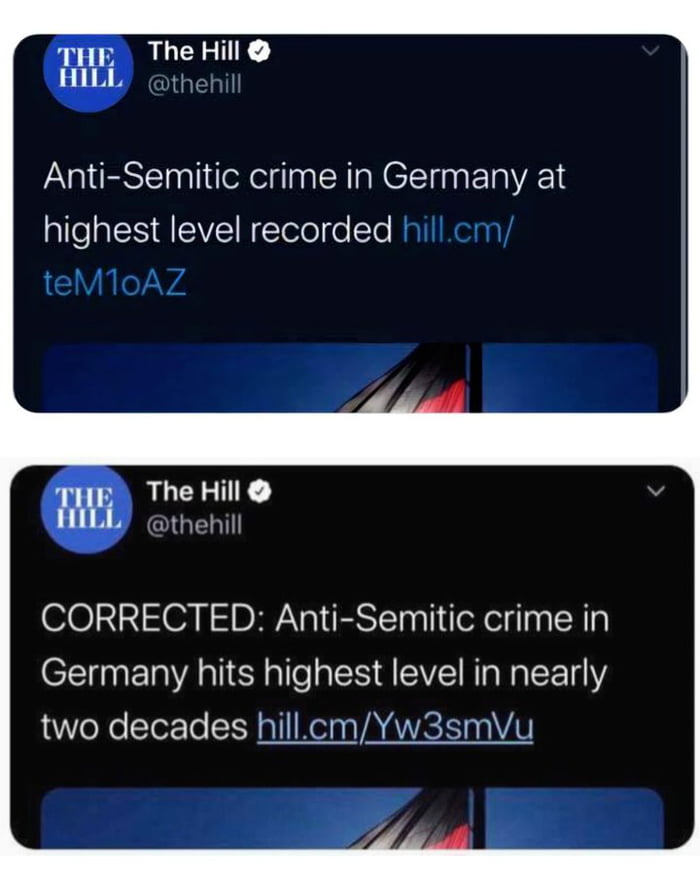 THE
HILL
The Hill
@thehill
Anti-Semitic crime in Germany at
highest level recorded hill.cm/
teM1oAZ
THE
HILL
The Hill
@thehill
CORRECTED: Anti-Semitic crime in
Germany hits highest level in nearly
two decades hill.cm/Yw3smVu